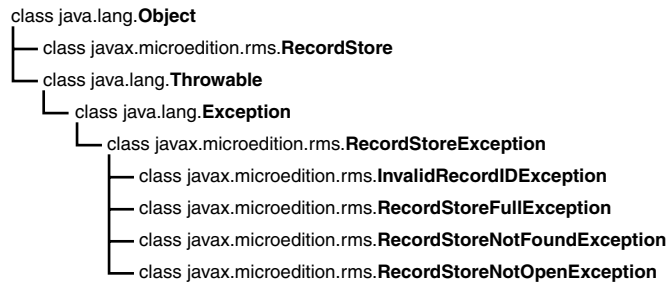 class java.lang.Object
class javax.microedition.rms.RecordStore
class java.lang.Throwable
class java.lang.Exception
class javax.microedition.rms.RecordStoreException
class javax.microedition.rms.InvalidRecordIDException
class javax.microedition.rms.RecordStoreFullException
class javax.microedition.rms.RecordStoreNotFoundException
class javax.microedition.rms.RecordStoreNotOpenException